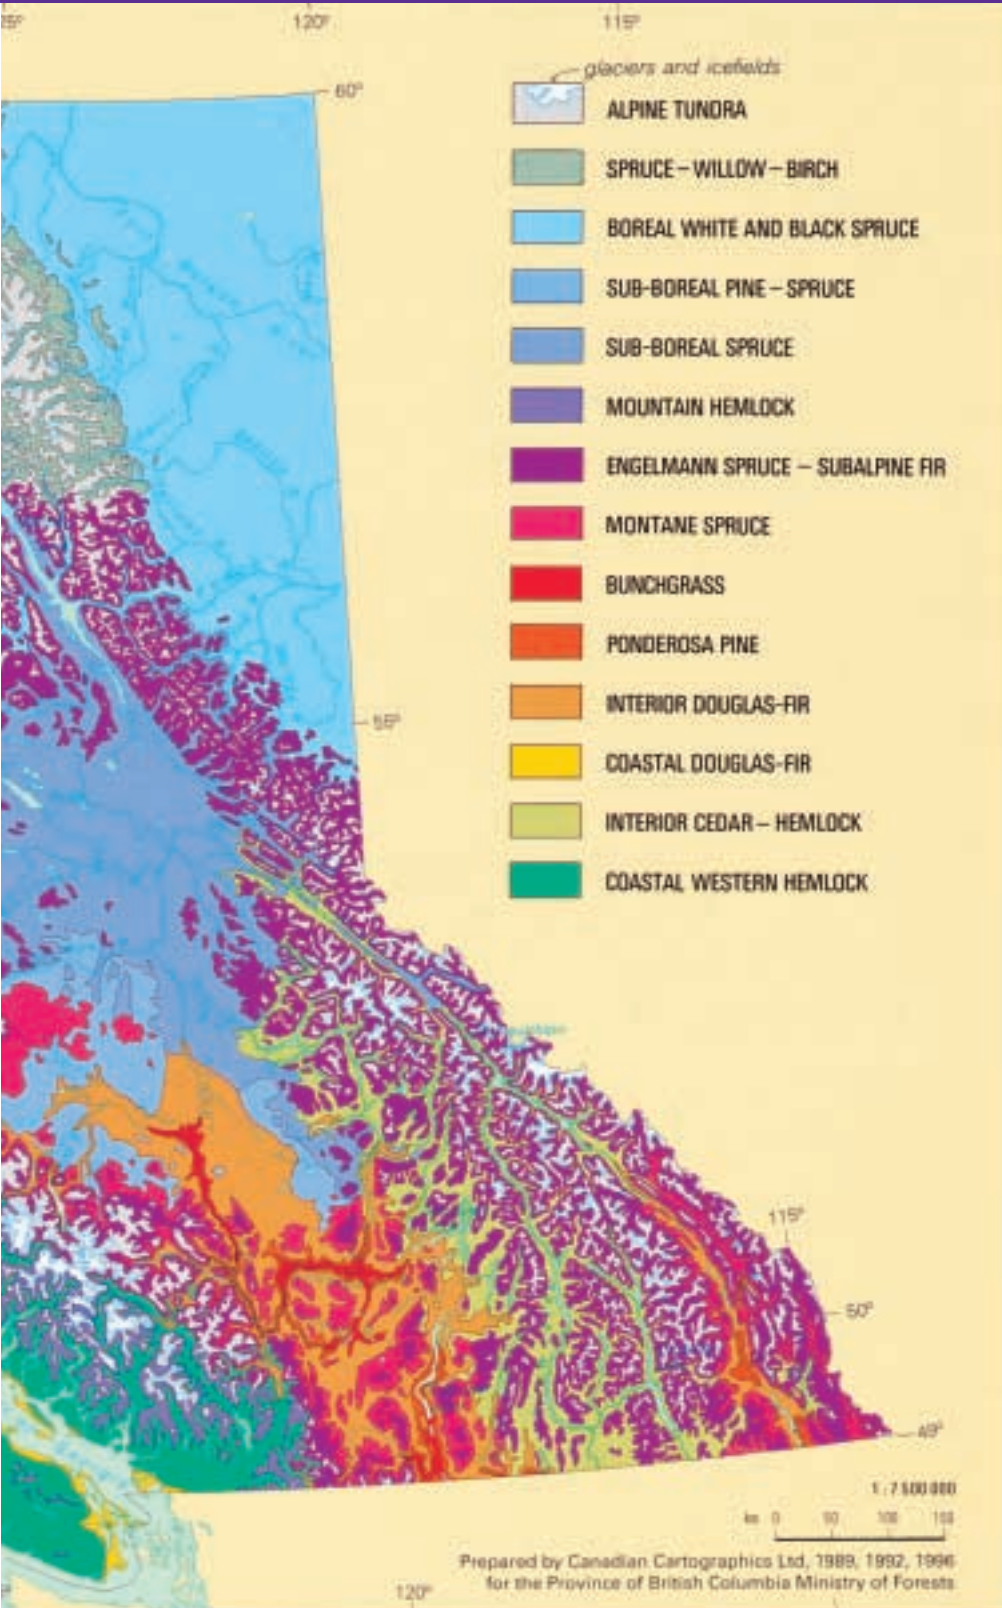 120°
115°
60°
glaciers and icefields
ALPINE TUNDRA
SPRUCE – WILLOW – BIRCH
BOREAL WHITE AND BLACK SPRUCE
SUB-BOREAL PINE – SPRUCE
SUB-BOREAL SPRUCE
MOUNTAIN HEMLOCK
ENGELMANN SPRUCE – SUBALPINE FIR
MONTANE SPRUCE
BUNCHGRASS
PONDEROSA PINE
INTERIOR DOUGLAS-FIR
55°
COASTAL DOUGLAS-FIR
INTERIOR CEDAR – HEMLOCK
COASTAL WESTERN HEMLOCK
115°
50°
49°
1 : 7 500 000
km 0 50 100 150
Prepared by Canadian Cartographics Ltd, 1989, 1992, 1996
for the Province of British Columbia Ministry of Forests
120°